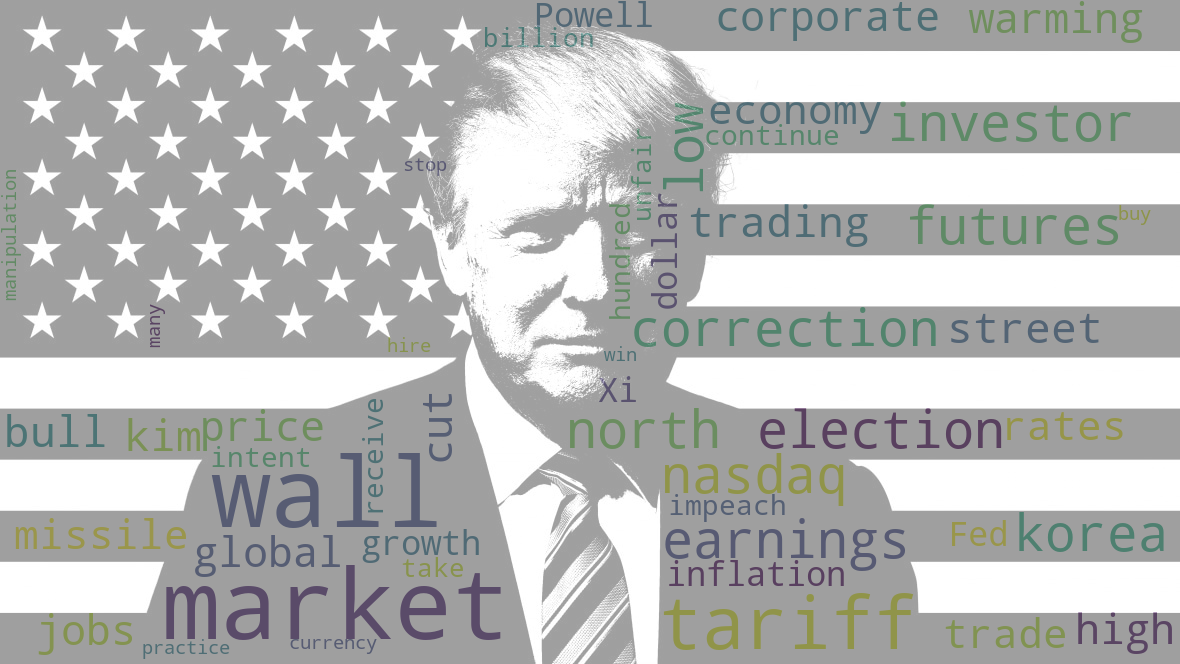 Powell
corporate
warming
billion
economy
low
investor
continue
unfair
stop
manipulation
dollar
trading
futures
buy
hundred
many
correction
street
hire
win
Xi
cut
receive
bull
kim
price
north
election
rates
intent
wall
nasdaq
impeach
missile
global
growth
earnings
Fed
korea
take
inflation
market
tariff
jobs
practice
currency
trade
high